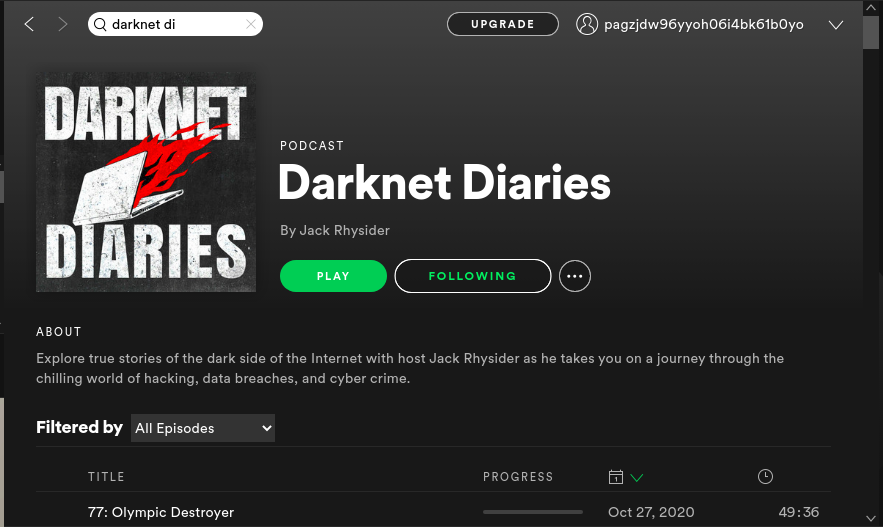 darknet di
UPGRADE
pagzjdw96yyoh06i4bk61b0yo
DARKNET
DIARIES
PODCAST
Darknet Diaries
By Jack Rhysider
PLAY
FOLLOWING
ABOUT
Explore true stories of the dark side of the Internet with host Jack Rhysider as he takes you on a journey through the
chilling world of hacking, data breaches, and cyber crime.
Filtered by All Episodes
TITLE PROGRESS
77: Olympic Destroyer Oct 27, 2020 49:36